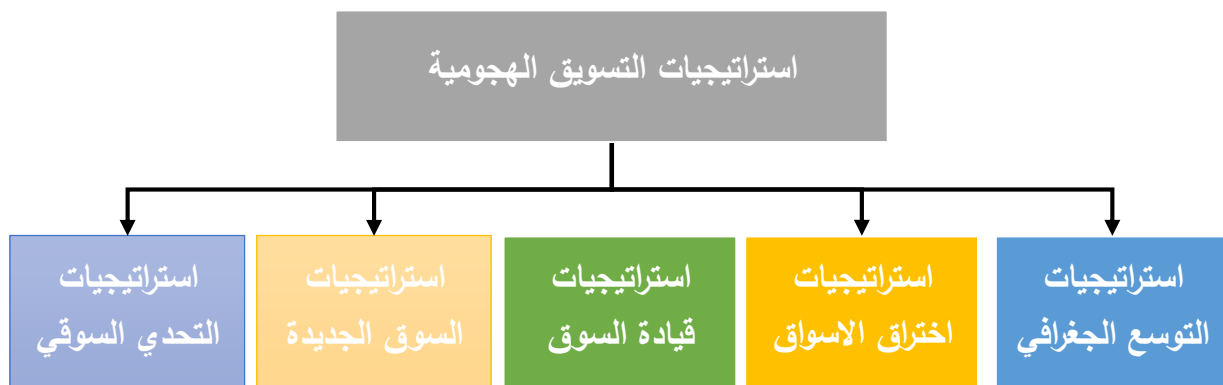 استراتيجيات التسويق الهجومية
استراتيجيات
التوسع الجغرافي
استراتيجيات
اختراق الاسواق
استراتيجيات
قيادة السوق
استراتيجيات
السوق الجديدة
استراتيجيات
التحدي السوقي